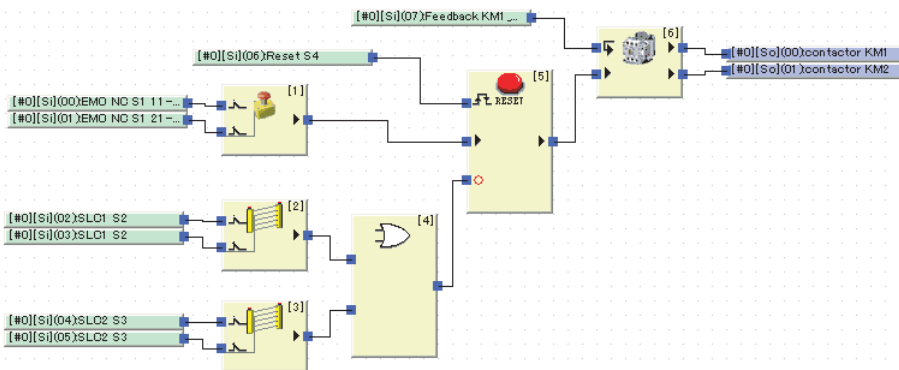 [#0][Si](07):Feedback KM1_...
[6]
[#0][So](00):contactor KM1
[#0][So](01):contactor KM2
[#0][Si](06):Reset S4
[5]
RESET
[#0][Si](00):EMO NC S1 11-...
[#0][Si](01):EMO NC S1 21-...
[1]
[#0][Si](02):SLC1 S2
[#0][Si](03):SLC1 S2
[2]
[4]
[#0][Si](04):SLC2 S3
[#0][Si](05):SLC2 S3
[3]